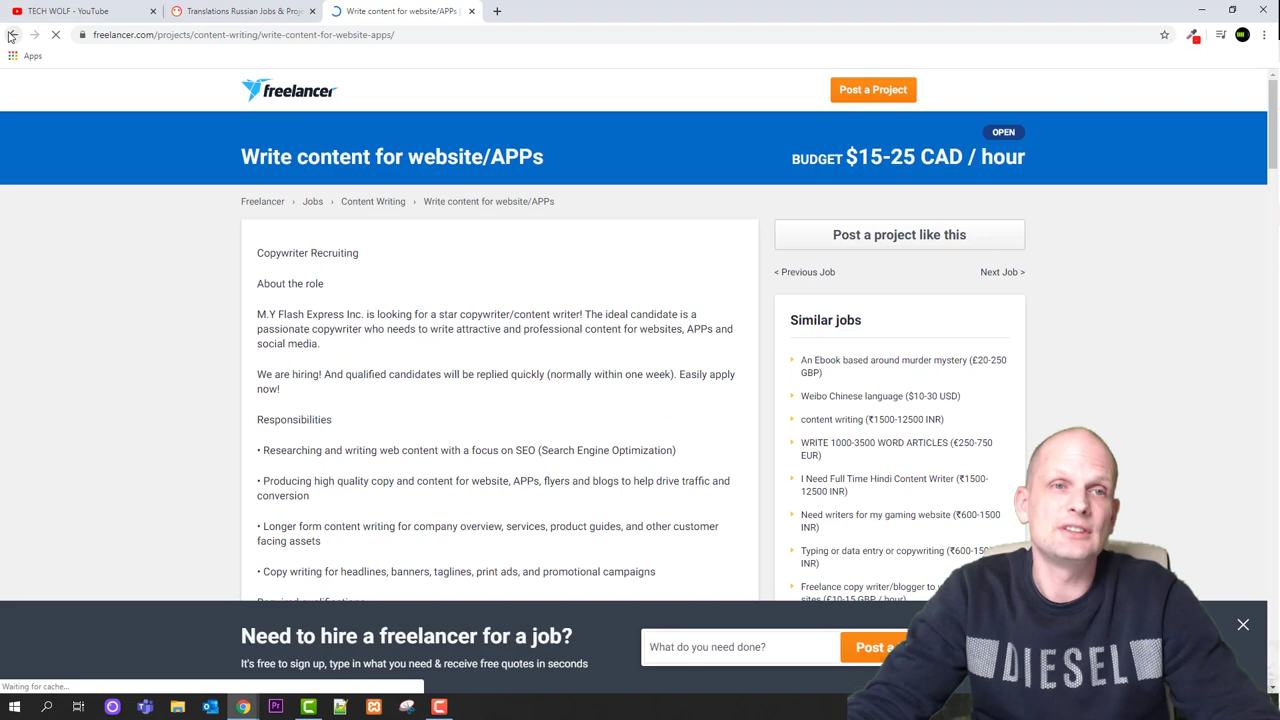 TECH WOLF - YouTube
Translations Russian Jobs & Proje
Write content for website/APPs |
freelancer.com/projects/content-writing/write-content-for-website-apps/
Apps
freelancer
Post a Project
OPEN
Write content for website/APPs
BUDGET $15-25 CAD / hour
Freelancer › Jobs › Content Writing › Write content for website/APPs
Copywriter Recruiting
About the role
M.Y Flash Express Inc. is looking for a star copywriter/content writer! The ideal candidate is a
passionate copywriter who needs to write attractive and professional content for websites, APPs and
social media.
We are hiring! And qualified candidates will be replied quickly (normally within one week). Easily apply
now!
Responsibilities
• Researching and writing web content with a focus on SEO (Search Engine Optimization)
• Producing high quality copy and content for website, APPs, flyers and blogs to help drive traffic and
conversion
• Longer form content writing for company overview, services, product guides, and other customer
facing assets
• Copy writing for headlines, banners, taglines, print ads, and promotional campaigns
Post a project like this
< Previous Job
Next Job >
Similar jobs
An Ebook based around murder mystery (£20-250
GBP)
Weibo Chinese language ($10-30 USD)
content writing (₹1500-12500 INR)
WRITE 1000-3500 WORD ARTICLES (€250-750
EUR)
I Need Full Time Hindi Content Writer (₹1500-
12500 INR)
Need writers for my gaming website (₹600-1500
INR)
Typing or data entry or copywriting (₹600-1500
INR)
Freelance copy writer/blogger to
sites (£10-15 GBP / hour)
Need to hire a freelancer for a job?
It's free to sign up, type in what you need & receive free quotes in seconds
What do you need done?
Post a
Waiting for cache...
DIESEL